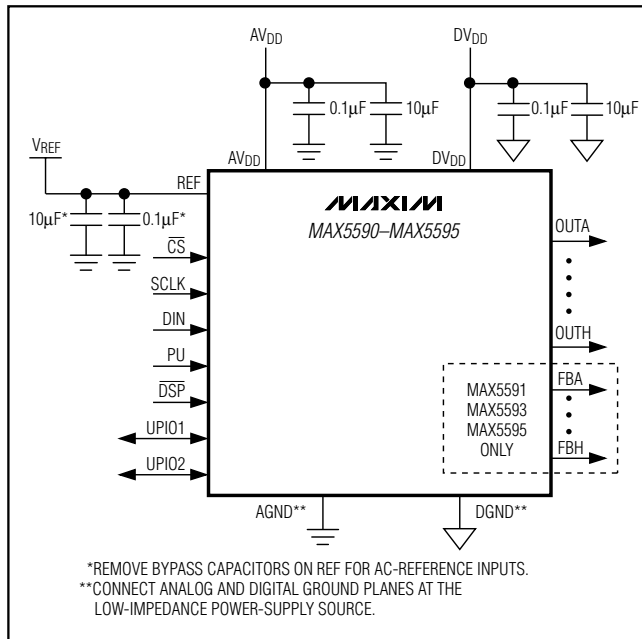 AVDD
DVDD
0.1µF
10µF
0.1µF
10µF
VREF
AVDD
DVDD
REF
MAXIM
MAX5590–MAX5595
10µF*
0.1µF*
CS
SCLK
DIN
PU
DSP
UPIO1
UPIO2
OUTA
OUTH
MAX5591
MAX5593
MAX5595
ONLY
FBA
FBH
AGND**
DGND**
*REMOVE BYPASS CAPACITORS ON REF FOR AC-REFERENCE INPUTS.
**CONNECT ANALOG AND DIGITAL GROUND PLANES AT THE
LOW-IMPEDANCE POWER-SUPPLY SOURCE.